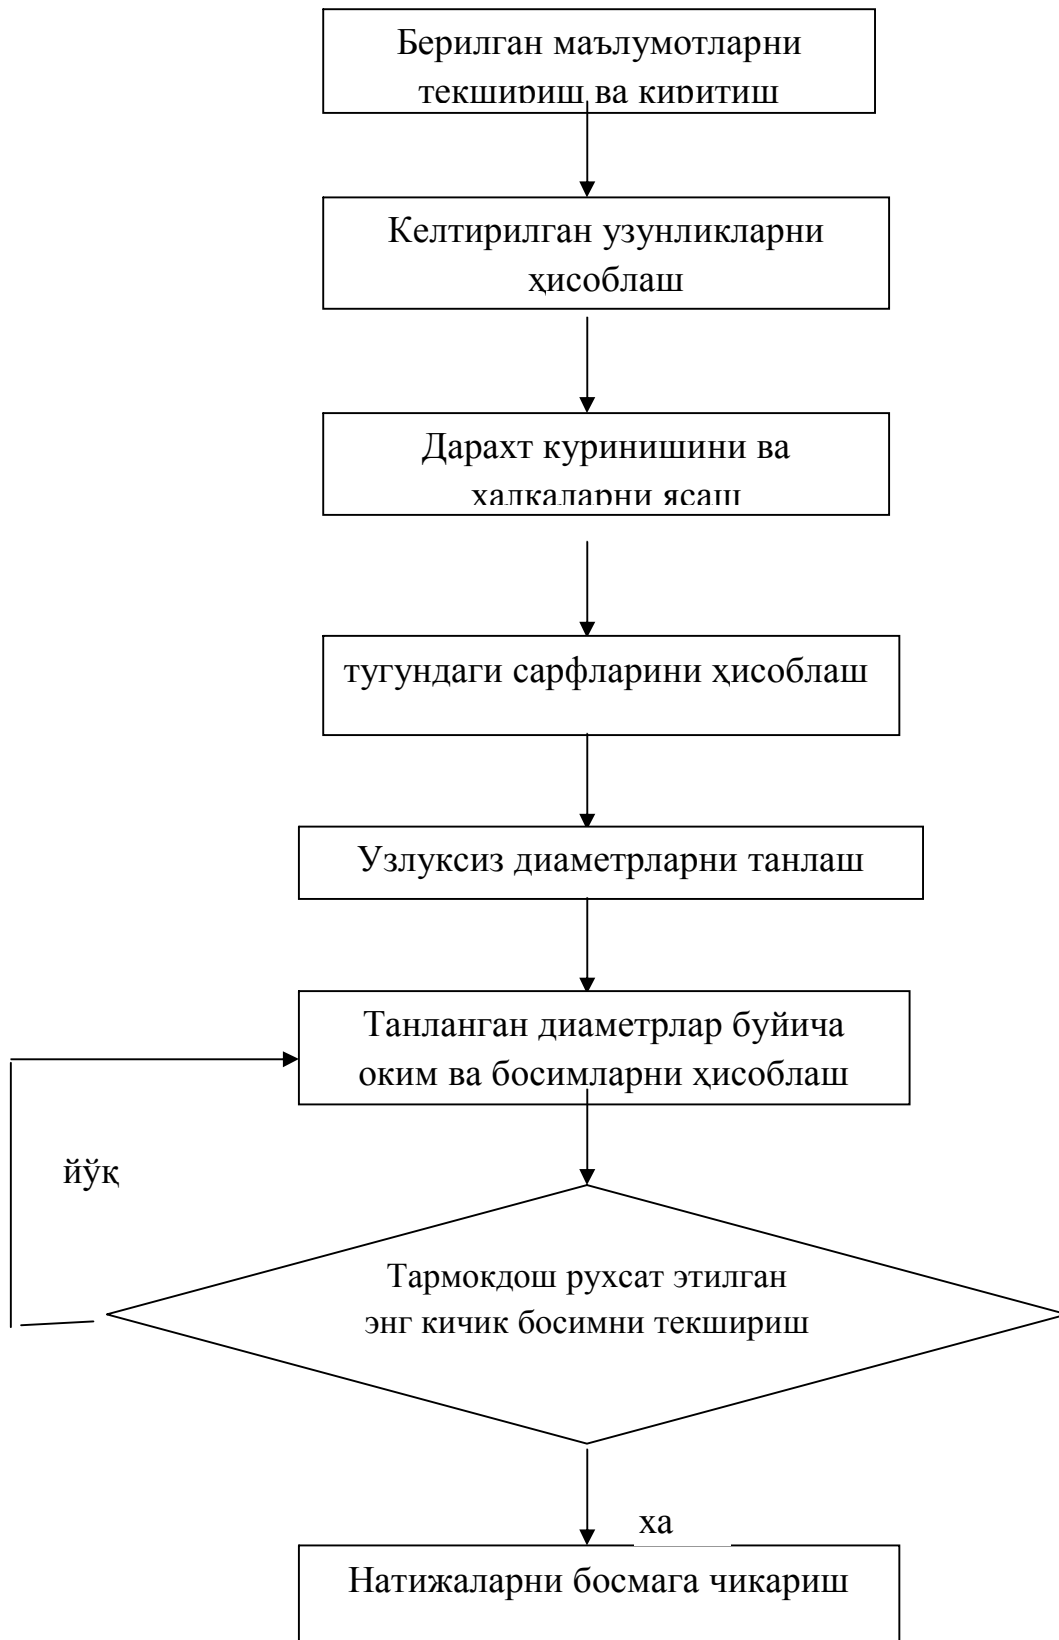 Берилган маълумотларни
текшириш ва киритиш
Келтирилган узунликларни
ҳисоблаш
Дарахт куринишини ва
халкаларни ясаш
тугундаги сарфларини ҳисоблаш
Узлуксиз диаметрларни танлаш
Танланган диаметрлар буйича
оким ва босимларни ҳисоблаш
йўқ
Тармокдош рухсат этилган
энг кичик босимни текшириш
ха
Натижаларни босмага чикариш